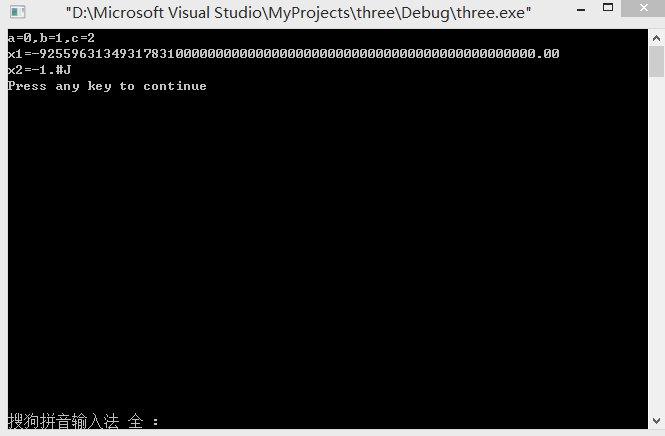 "D:\Microsoft Visual Studio\MyProjects\three\Debug\three.exe"
a=0,b=1,c=2
x1=-92559631349317831000000000000000000000000000000000000000000000.00
x2=-1.#J
Press any key to continue
搜狗拼音输入法 全 :